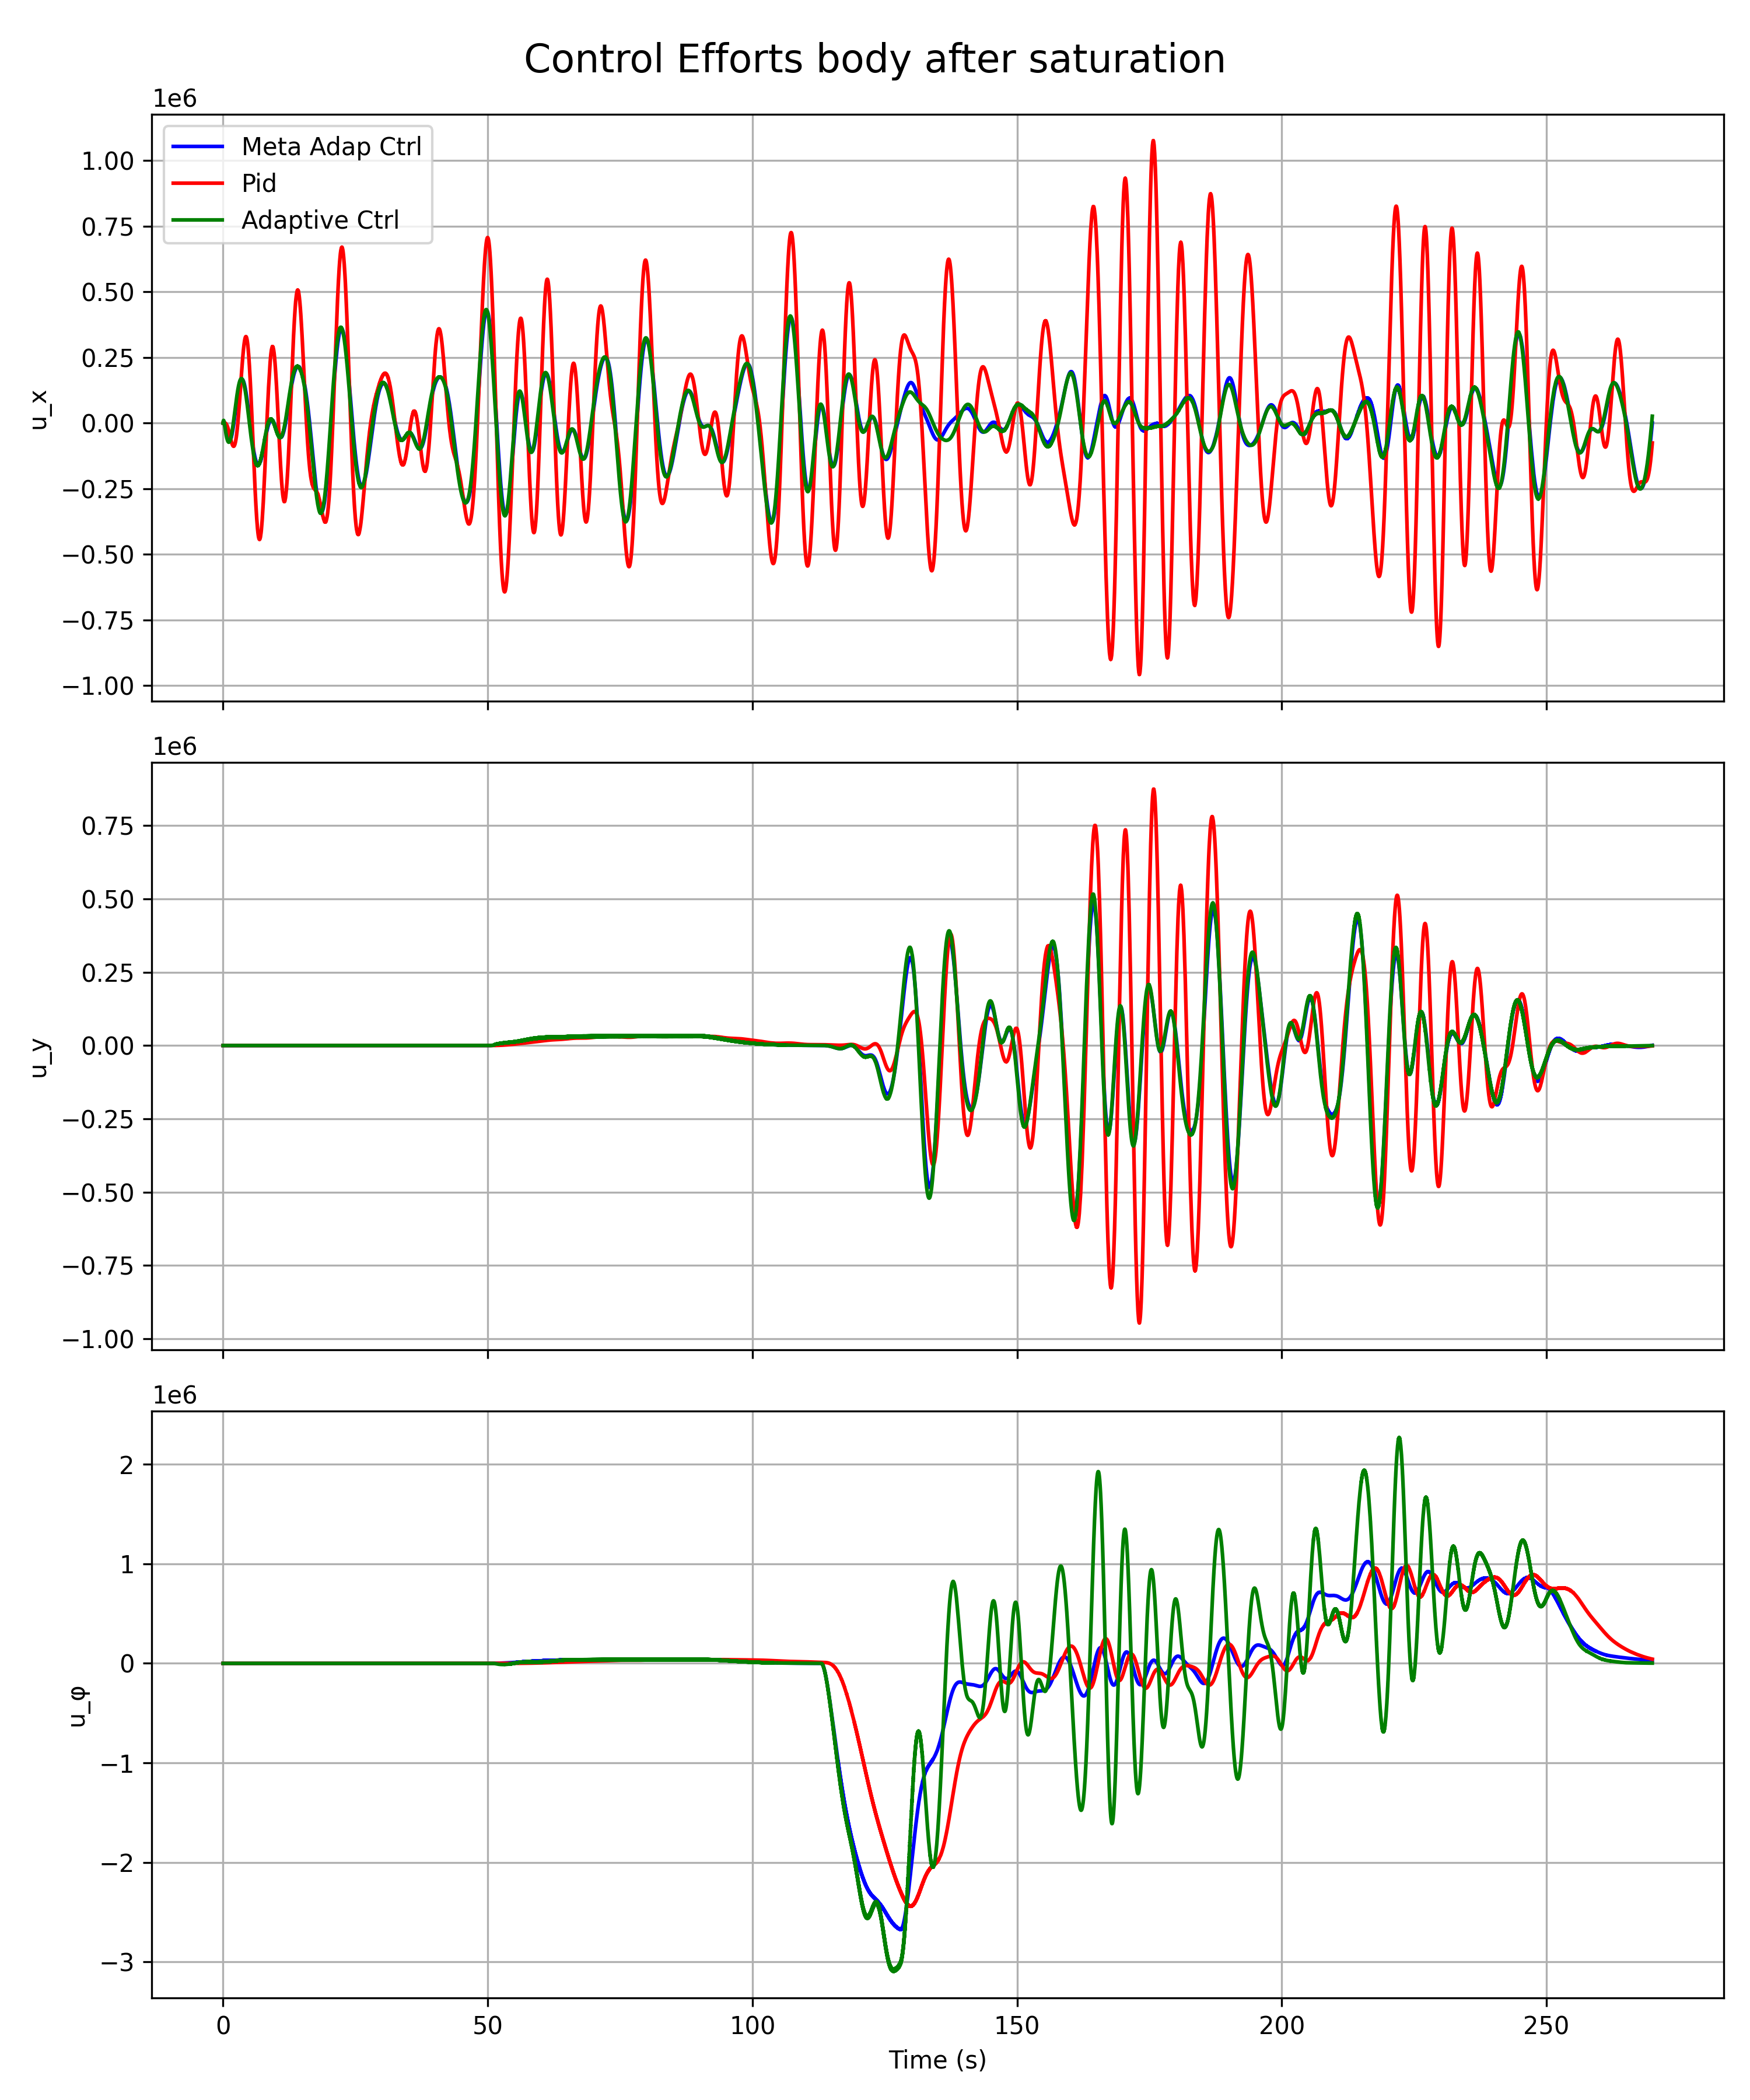 Control Efforts body after saturation
1e6
Meta Adap Ctrl
Pid
Adaptive Ctrl
1.00
0.75
0.50
0.25
0.00
−0.25
−0.50
−0.75
−1.00
u_x
1e6
0.75
0.50
0.25
0.00
−0.25
−0.50
−0.75
−1.00
u_y
1e6
2
1
0
−1
−2
−3
u_φ
0 50 100 150 200 250
Time (s)